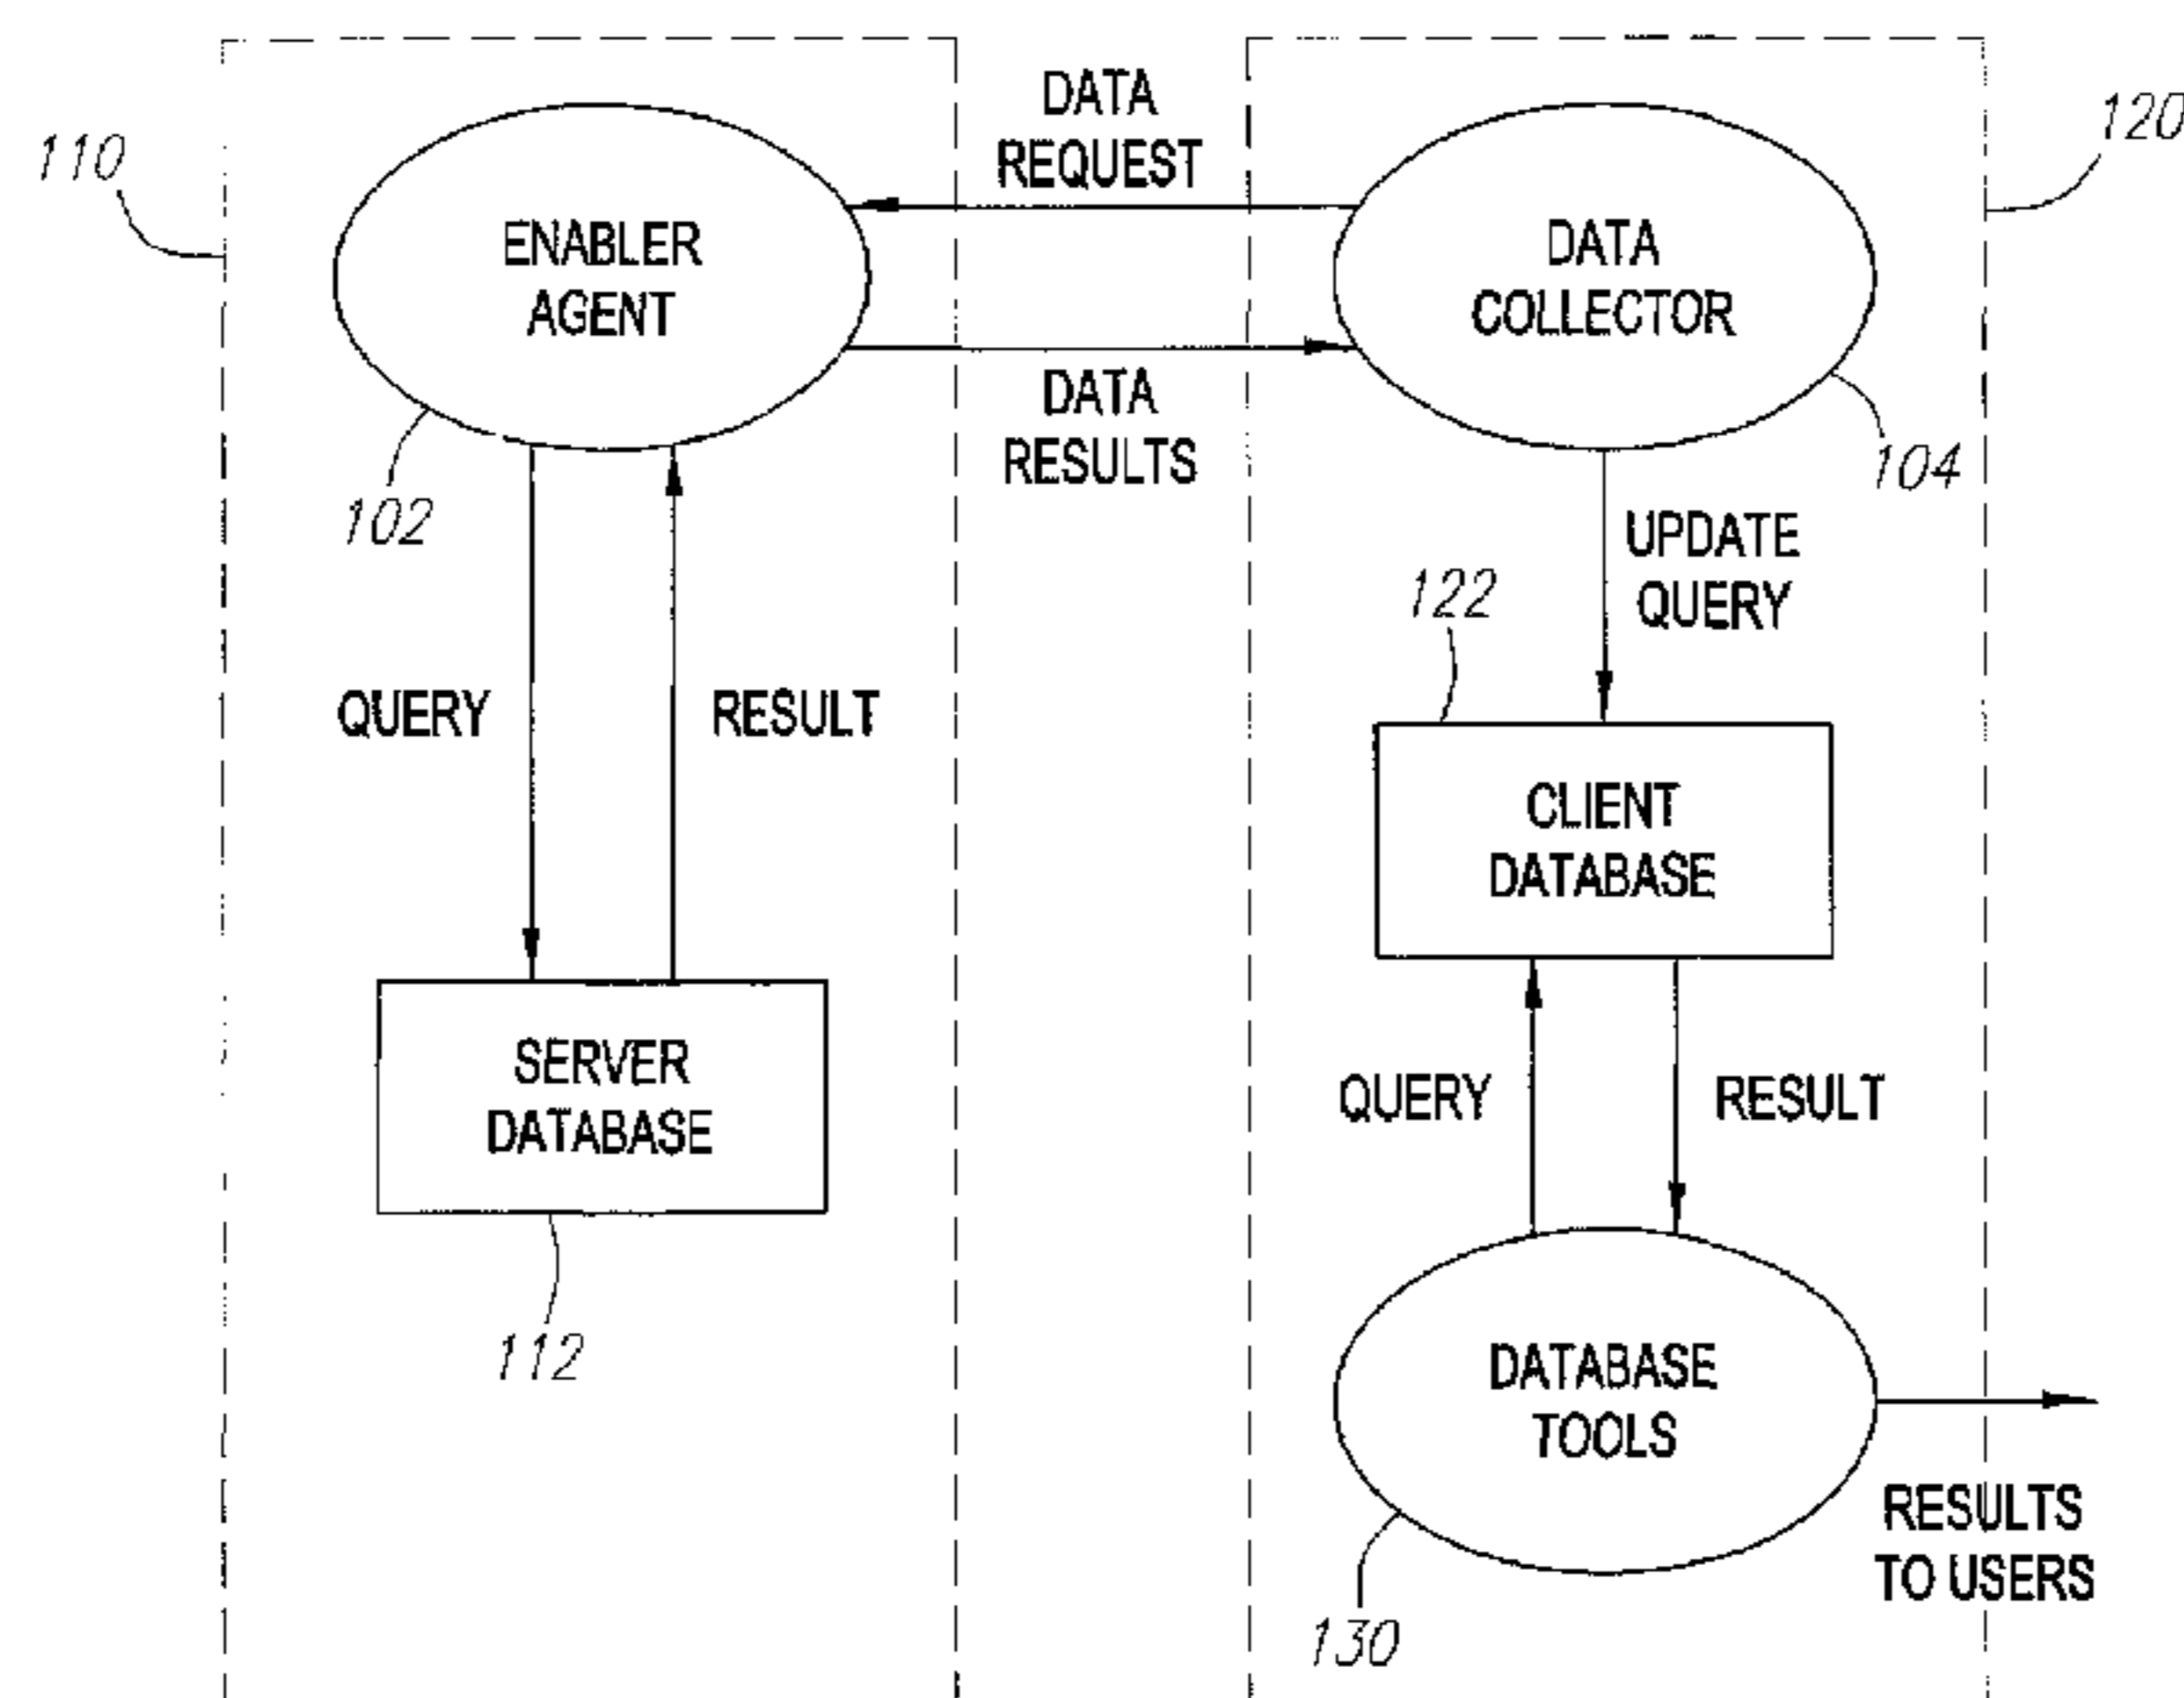 110
120
DATA
REQUEST
ENABLER
AGENT
DATA
COLLECTOR
DATA
RESULTS
102
104
UPDATE
QUERY
122
QUERY
RESULT
CLIENT
DATABASE
SERVER
DATABASE
QUERY
RESULT
112
DATABASE
TOOLS
RESULTS
TO USERS
130